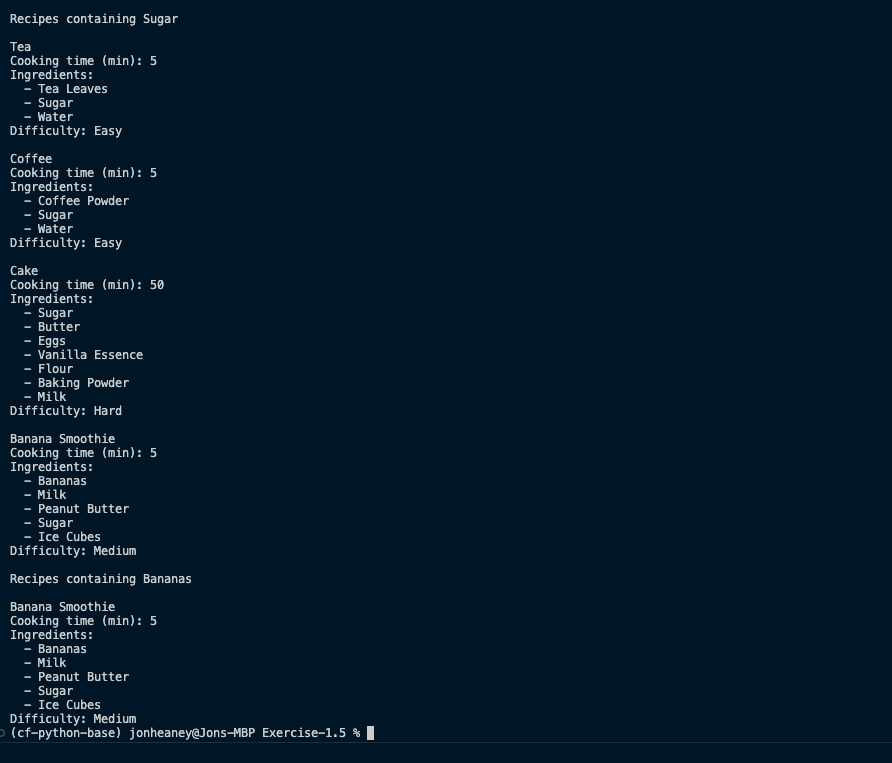 Recipes containing Sugar
Tea
Cooking time (min): 5
Ingredients:
- Tea Leaves
- Sugar
- Water
Difficulty: Easy
Coffee
Cooking time (min): 5
Ingredients:
- Coffee Powder
- Sugar
- Water
Difficulty: Easy
Cake
Cooking time (min): 50
Ingredients:
- Sugar
- Butter
- Eggs
- Vanilla Essence
- Flour
- Baking Powder
- Milk
Difficulty: Hard
Banana Smoothie
Cooking time (min): 5
Ingredients:
- Bananas
- Milk
- Peanut Butter
- Sugar
- Ice Cubes
Difficulty: Medium
Recipes containing Bananas
Banana Smoothie
Cooking time (min): 5
Ingredients:
- Bananas
- Milk
- Peanut Butter
- Sugar
- Ice Cubes
Difficulty: Medium
(cf-python-base) jonheaney@Jons-MBP Exercise-1.5 %